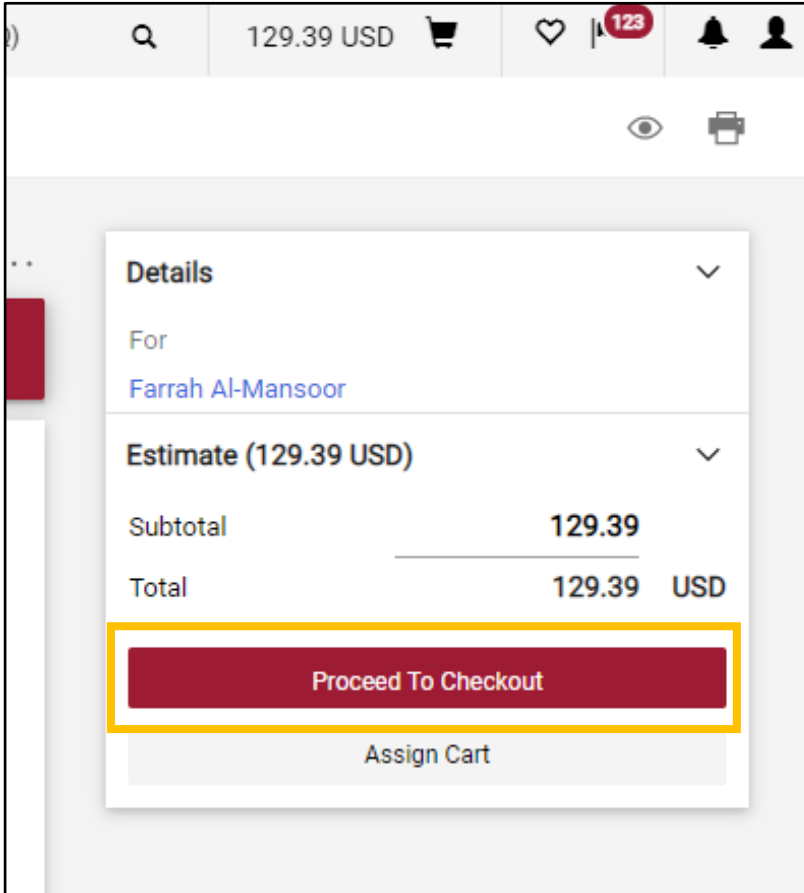 129.39 USD
123
Details
For
Farrah Al-Mansoor
Estimate (129.39 USD)
Subtotal 129.39
Total 129.39 USD
Proceed To Checkout
Assign Cart